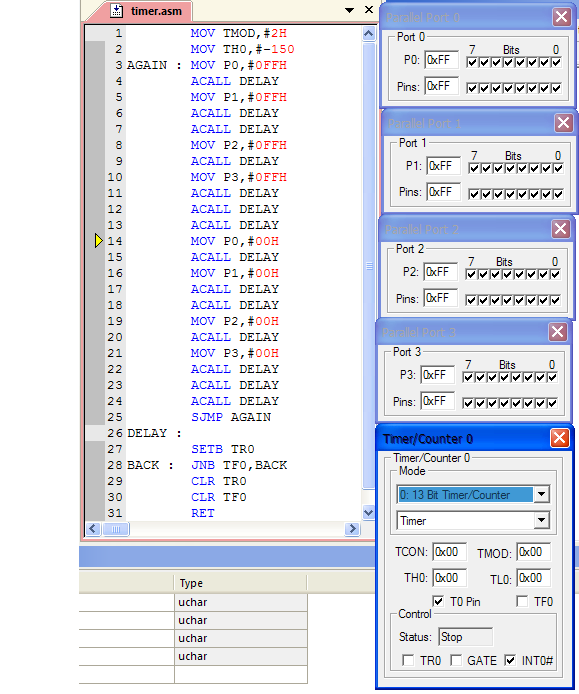 timer.asm
1 MOV TMOD,#2H
2 MOV TH0,#-150
3 AGAIN : MOV P0,#0FFH
4 ACALL DELAY
5 MOV P1,#0FFH
6 ACALL DELAY
7 ACALL DELAY
8 MOV P2,#0FFH
9 ACALL DELAY
10 MOV P3,#0FFH
11 ACALL DELAY
12 ACALL DELAY
13 ACALL DELAY
14 MOV P0,#00H
15 ACALL DELAY
16 MOV P1,#00H
17 ACALL DELAY
18 ACALL DELAY
19 MOV P2,#00H
20 ACALL DELAY
21 MOV P3,#00H
22 ACALL DELAY
23 ACALL DELAY
24 ACALL DELAY
25 SJMP AGAIN
26 DELAY :
27 SETB TR0
28 BACK : JNB TF0,BACK
29 CLR TR0
30 CLR TF0
31 RET
Parallel Port 0
Port 0
7 Bits 0
P0: 0xFF
Pins: 0xFF
Parallel Port 1
Port 1
7 Bits 0
P1: 0xFF
Pins: 0xFF
Parallel Port 2
Port 2
7 Bits 0
P2: 0xFF
Pins: 0xFF
Parallel Port 3
Port 3
7 Bits 0
P3: 0xFF
Pins: 0xFF
Timer/Counter 0
Timer/Counter 0
Mode
0: 13 Bit Timer/Counter
Timer
TCON: 0x00 TMOD: 0x00
TH0: 0x00 TL0: 0x00
T0 Pin TF0
Control
Status: Stop
TR0 GATE INT0#
Type
uchar
uchar
uchar
uchar